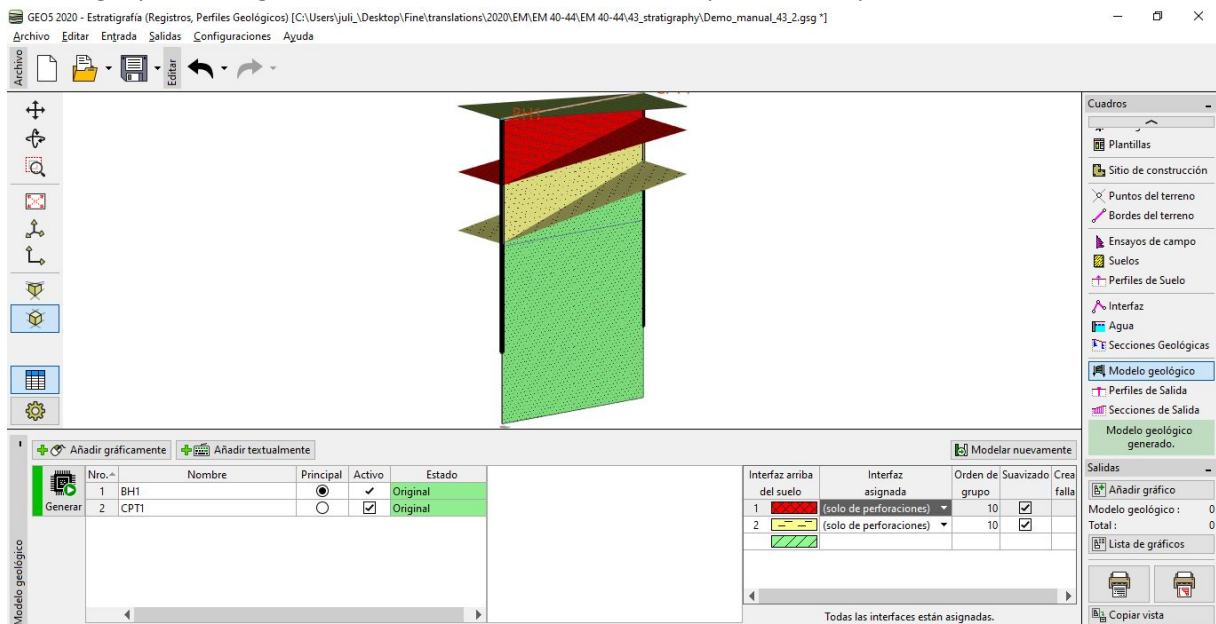 GEO5 2020 - Estratigrafía (Registros, Perfiles Geológicos) [C:\Users\juli_\Desktop\Fine\translations\2020\EM\EM 40-44\EM 40-44\43_stratigraphy\Demo_manual_43_2.gsg *]
Archivo Editar Entrada Salidas Configuraciones Ayuda
Archivo
Editar
BH1
Cuadros
Plantillas
Sitio de construcción
Puntos del terreno
Bordes del terreno
Ensayos de campo
Suelos
Perfiles de Suelo
Interfaz
Agua
Secciones Geológicas
Modelo geológico
Perfiles de Salida
Secciones de Salida
Modelo geológico
generado.
Salidas
Añadir gráfico
Modelo geológico : 0
Total : 0
Lista de gráficos
Copiar vista
Añadir gráficamente Añadir textualmente Modelar nuevamente
Generar
Nro. Nombre Principal Activo Estado
1 BH1 Original
2 CPT1 Original
Interfaz arriba Interfaz Orden de Suavizado Crea
del suelo asignada grupo falla
1 (solo de perforaciones) 10
2 (solo de perforaciones) 10
Todas las interfaces están asignadas.
Modelo geológico